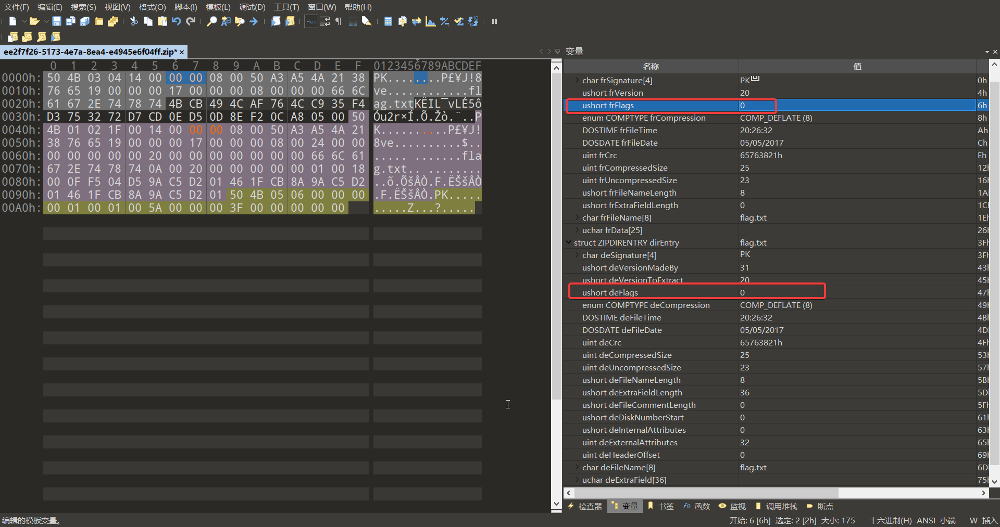 文件(F) 编辑(E) 搜索(S) 视图(V) 格式(O) 脚本(I) 模板(L) 调试(D) 工具(T) 窗口(W) 帮助(H)
ee2f7f26-5173-4e7a-8ea4-e4945e6f04ff.zip*
0 1 2 3 4 5 6 7 8 9 A B C D E F 0123456789ABCDEF
0000h: 50 4B 03 04 14 00 00 00 08 00 50 A3 A5 4A 21 38 PK........P£¥J!8
0010h: 76 65 19 00 00 00 17 00 00 00 08 00 00 00 66 6C ve............fl
0020h: 61 67 2E 74 78 74 4B CB 49 4C AF 76 4C C9 35 F4 ag.txtKËIL¯vLÉ5ô
0030h: D3 75 32 72 D7 CD 0E D5 0D 8E F2 0C A8 05 00 50 Óu2r×Í.Õ.Žò.¨..P
0040h: 4B 01 02 1F 00 14 00 00 00 08 00 50 A3 A5 4A 21 K..........P£¥J!
0050h: 38 76 65 19 00 00 00 17 00 00 00 08 00 24 00 00 8ve..........$..
0060h: 00 00 00 00 00 20 00 00 00 00 00 00 00 66 6C 61 ..... .......fla
0070h: 67 2E 74 78 74 0A 00 20 00 00 00 00 00 01 00 18 g.txt.. ........
0080h: 00 0F F5 04 D5 9A C5 D2 01 46 1F CB 8A 9A C5 D2 ..õ.ÕšÅÒ.F.ËŠšÅÒ
0090h: 01 46 1F CB 8A 9A C5 D2 01 50 4B 05 06 00 00 00 .F.ËŠšÅÒ.PK.....
00A0h: 00 01 00 01 00 5A 00 00 00 3F 00 00 00 00 00 .....Z...?.....
变量
名称 值
char frSignature[4] PK 0h
ushort frVersion 20 4h
ushort frFlags 0 6h
enum COMPTYPE frCompression COMP_DEFLATE (8) 8h
DOSTIME frFileTime 20:26:32 Ah
DOSDATE frFileDate 05/05/2017 Ch
uint frCrc 65763821h Eh
uint frCompressedSize 25 12h
uint frUncompressedSize 23 16h
ushort frFileNameLength 8 1Ah
ushort frExtraFieldLength 0 1Ch
char frFileName[8] flag.txt 1Eh
uchar frData[25] 26h
struct ZIPDIRENTRY dirEntry flag.txt 3Fh
char deSignature[4] PK 3Fh
ushort deVersionMadeBy 31 43h
ushort deVersionToExtract 20 45h
ushort deFlags 0 47h
enum COMPTYPE deCompression COMP_DEFLATE (8) 49h
DOSTIME deFileTime 20:26:32 4Bh
DOSDATE deFileDate 05/05/2017 4Dh
uint deCrc 65763821h 4Fh
uint deCompressedSize 25 53h
uint deUncompressedSize 23 57h
ushort deFileNameLength 8 5Bh
ushort deExtraFieldLength 36 5Dh
ushort deFileCommentLength 0 5Fh
ushort deDiskNumberStart 0 61h
ushort deInternalAttributes 0 63h
uint deExternalAttributes 32 65h
uint deHeaderOffset 0 69h
char deFileName[8] flag.txt 6Dh
uchar deExtraField[36] 75h
检查器 变量 书签 函数 监视 调用堆栈 断点
编辑的模板变量。 开始: 6 [6h] 选定: 2 [2h] 大小: 175 十六进制(H) ANSI 小端 W 插入